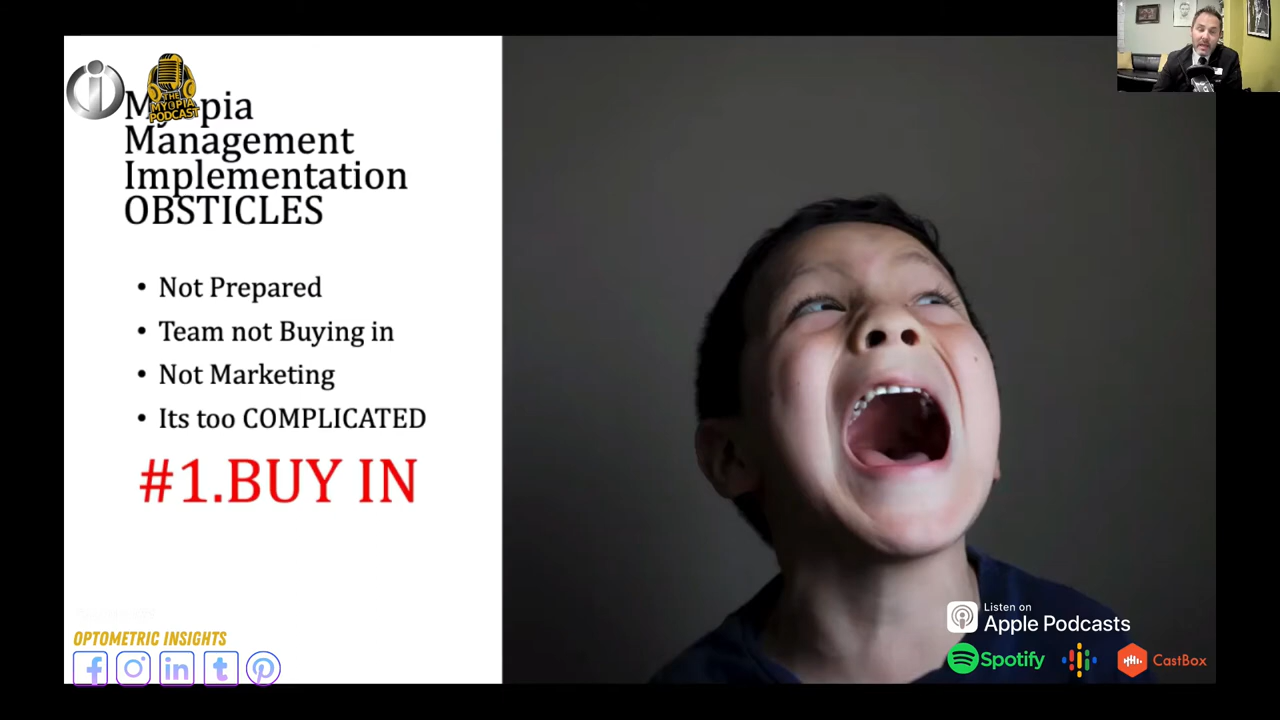 THE
MYOPIA
PODCAST
Myopia
Management
Implementation
OBSTICLES
• Not Prepared
• Team not Buying in
• Not Marketing
• Its too COMPLICATED
#1.BUY IN
OPTOMETRIC INSIGHTS
Listen on
Apple Podcasts
Spotify
CastBox